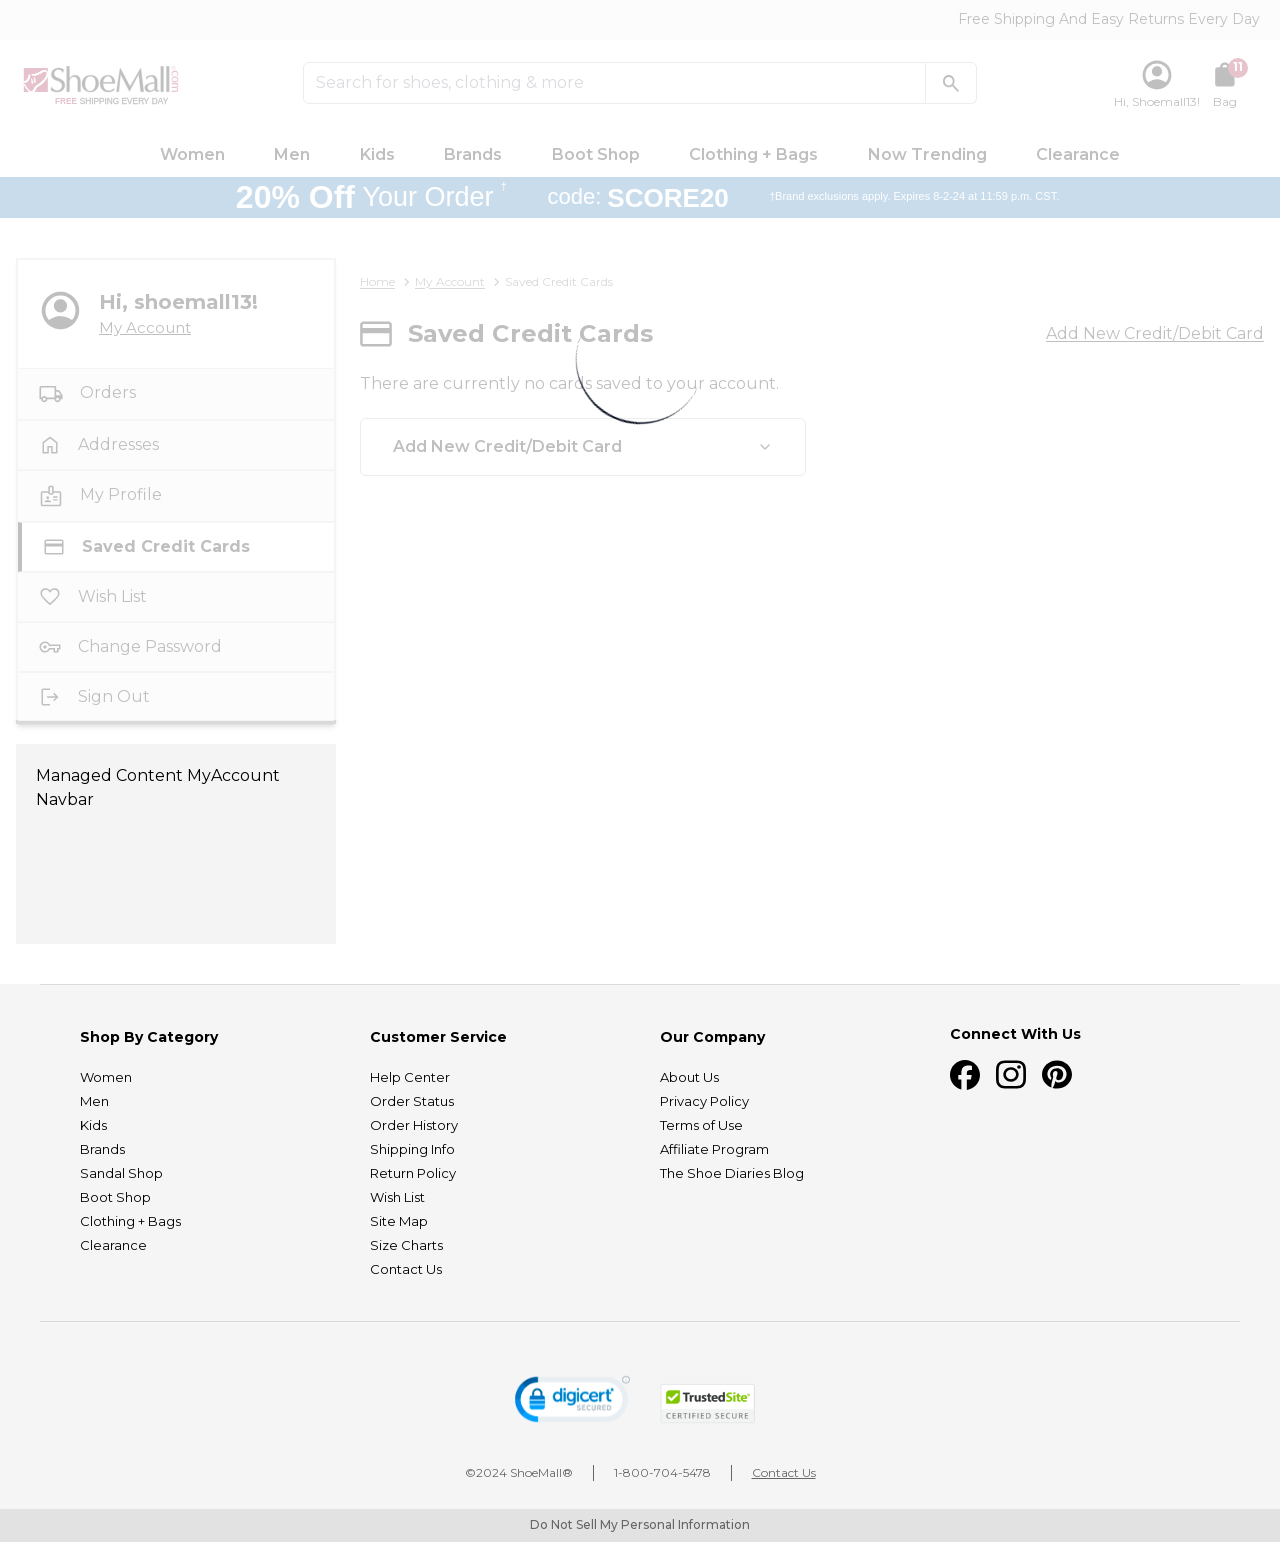 Free Shipping And Easy Returns Every Day
ShoeMall.com
FREE SHIPPING EVERY DAY
Search for shoes, clothing & more
11
Hi, Shoemall13!
Bag
Women Men Kids Brands Boot Shop Clothing + Bags Now Trending Clearance
20% Off Your Order † code: SCORE20 †Brand exclusions apply. Expires 8-2-24 at 11:59 p.m. CST.
Hi, shoemall13!
My Account
Orders
Addresses
My Profile
Saved Credit Cards
Wish List
Change Password
Sign Out
Managed Content MyAccount
Navbar
Home > My Account > Saved Credit Cards
Saved Credit Cards
Add New Credit/Debit Card
There are currently no cards saved to your account.
Add New Credit/Debit Card
Shop By Category
Women
Men
Kids
Brands
Sandal Shop
Boot Shop
Clothing + Bags
Clearance
Customer Service
Help Center
Order Status
Order History
Shipping Info
Return Policy
Wish List
Site Map
Size Charts
Contact Us
Our Company
About Us
Privacy Policy
Terms of Use
Affiliate Program
The Shoe Diaries Blog
Connect With Us
digicert
SECURED
TrustedSite
CERTIFIED SECURE
©2024 ShoeMall®
1-800-704-5478
Contact Us
Do Not Sell My Personal Information